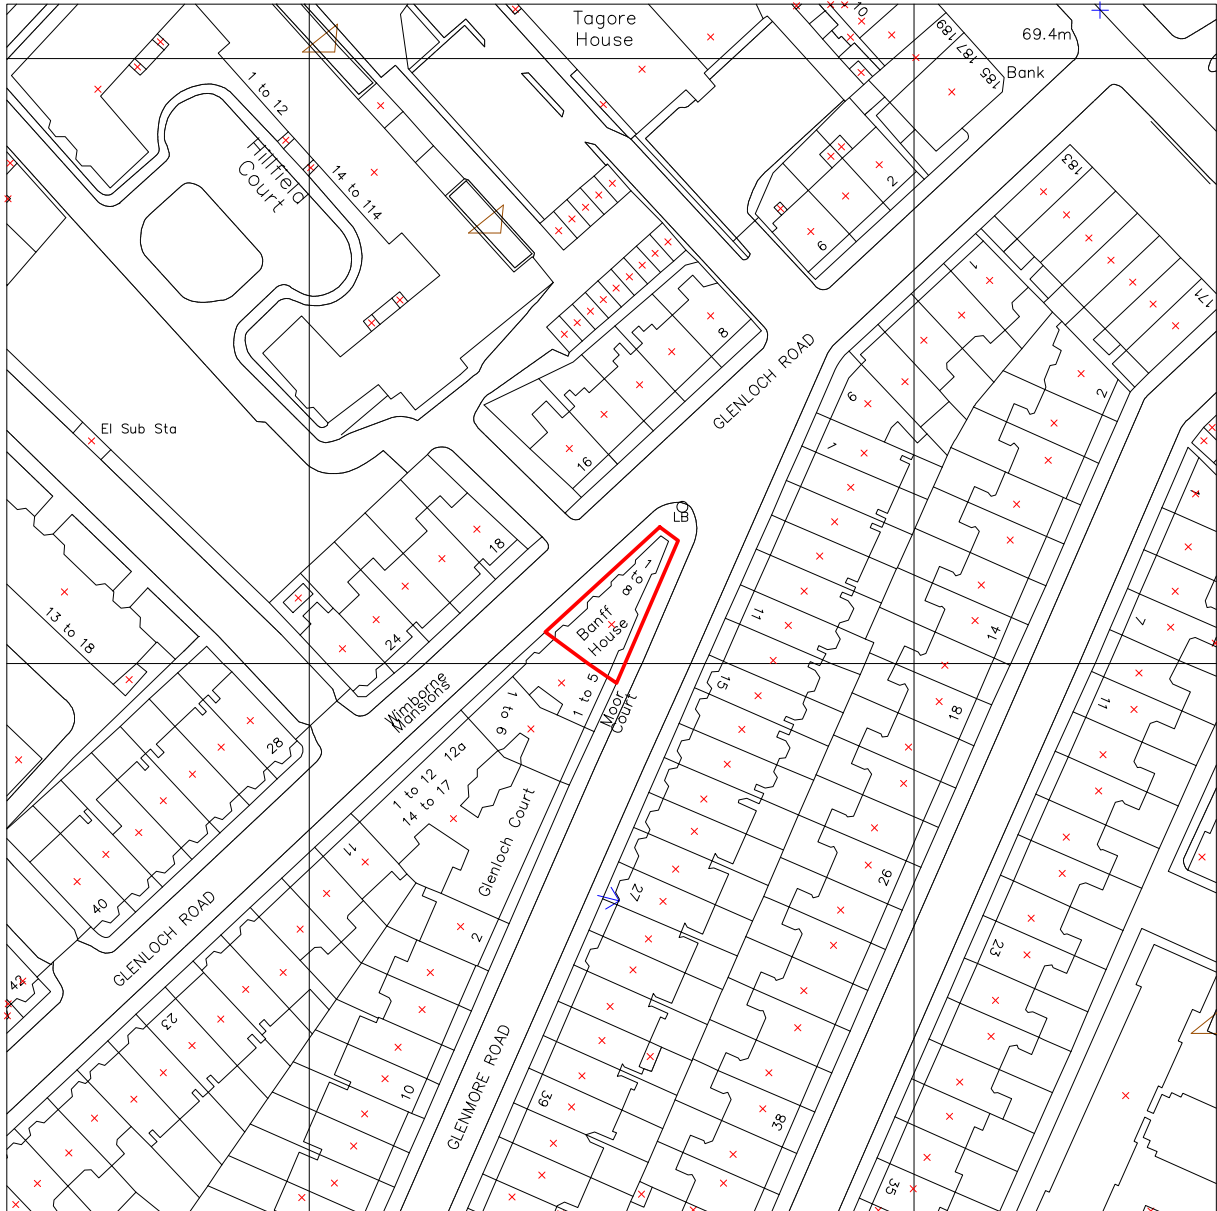 Tagore
House
10
189
187
185
69.4m
Bank
1 to 12
Hillfield
Court
14 to 114
2
6
183
171
1
8
GLENLOCH ROAD
2
6
7
El Sub Sta
16
LB
18
1
to
8
Banff
House
11
14
13 to 18
24
7
Wimborne
Mansions
1 to 6
1 to 5
Moor
Court
15
18
11
28
1 to 12 12a
14 to 17
Glenloch Court
11
27
26
40
GLENLOCH ROAD
2
23
42
23
10
GLENMORE ROAD
39
38
35